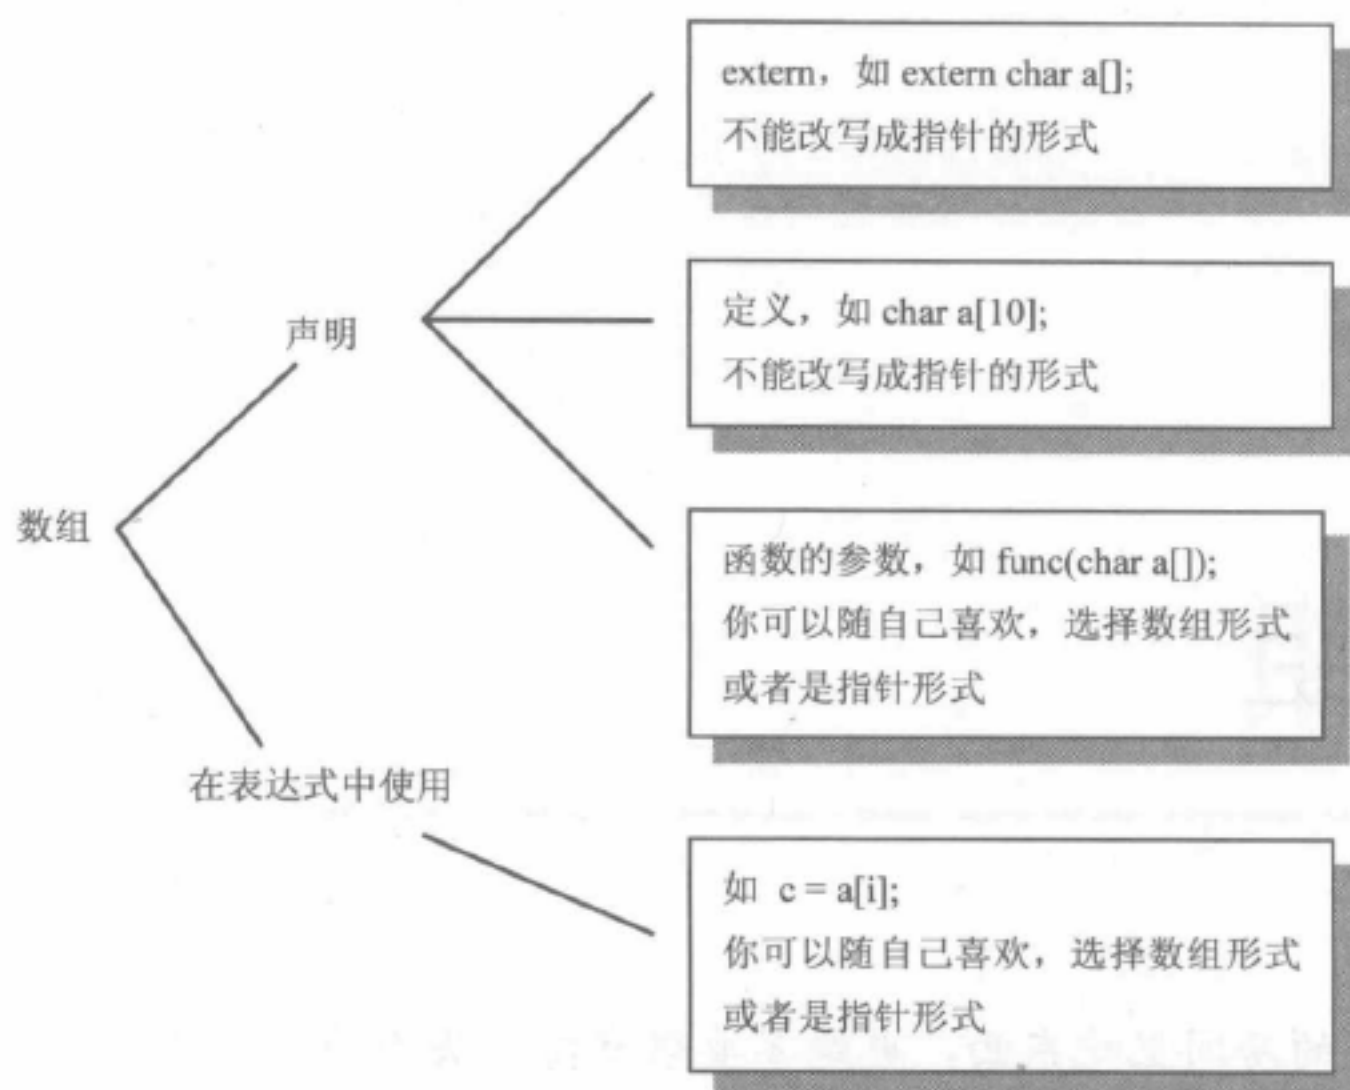 extern，如 extern char a[];
不能改写成指针的形式
定义，如 char a[10];
不能改写成指针的形式
声明
数组
函数的参数，如 func(char a[]);
你可以随自己喜欢，选择数组形式
或者是指针形式
在表达式中使用
如 c = a[i];
你可以随自己喜欢，选择数组形式
或者是指针形式